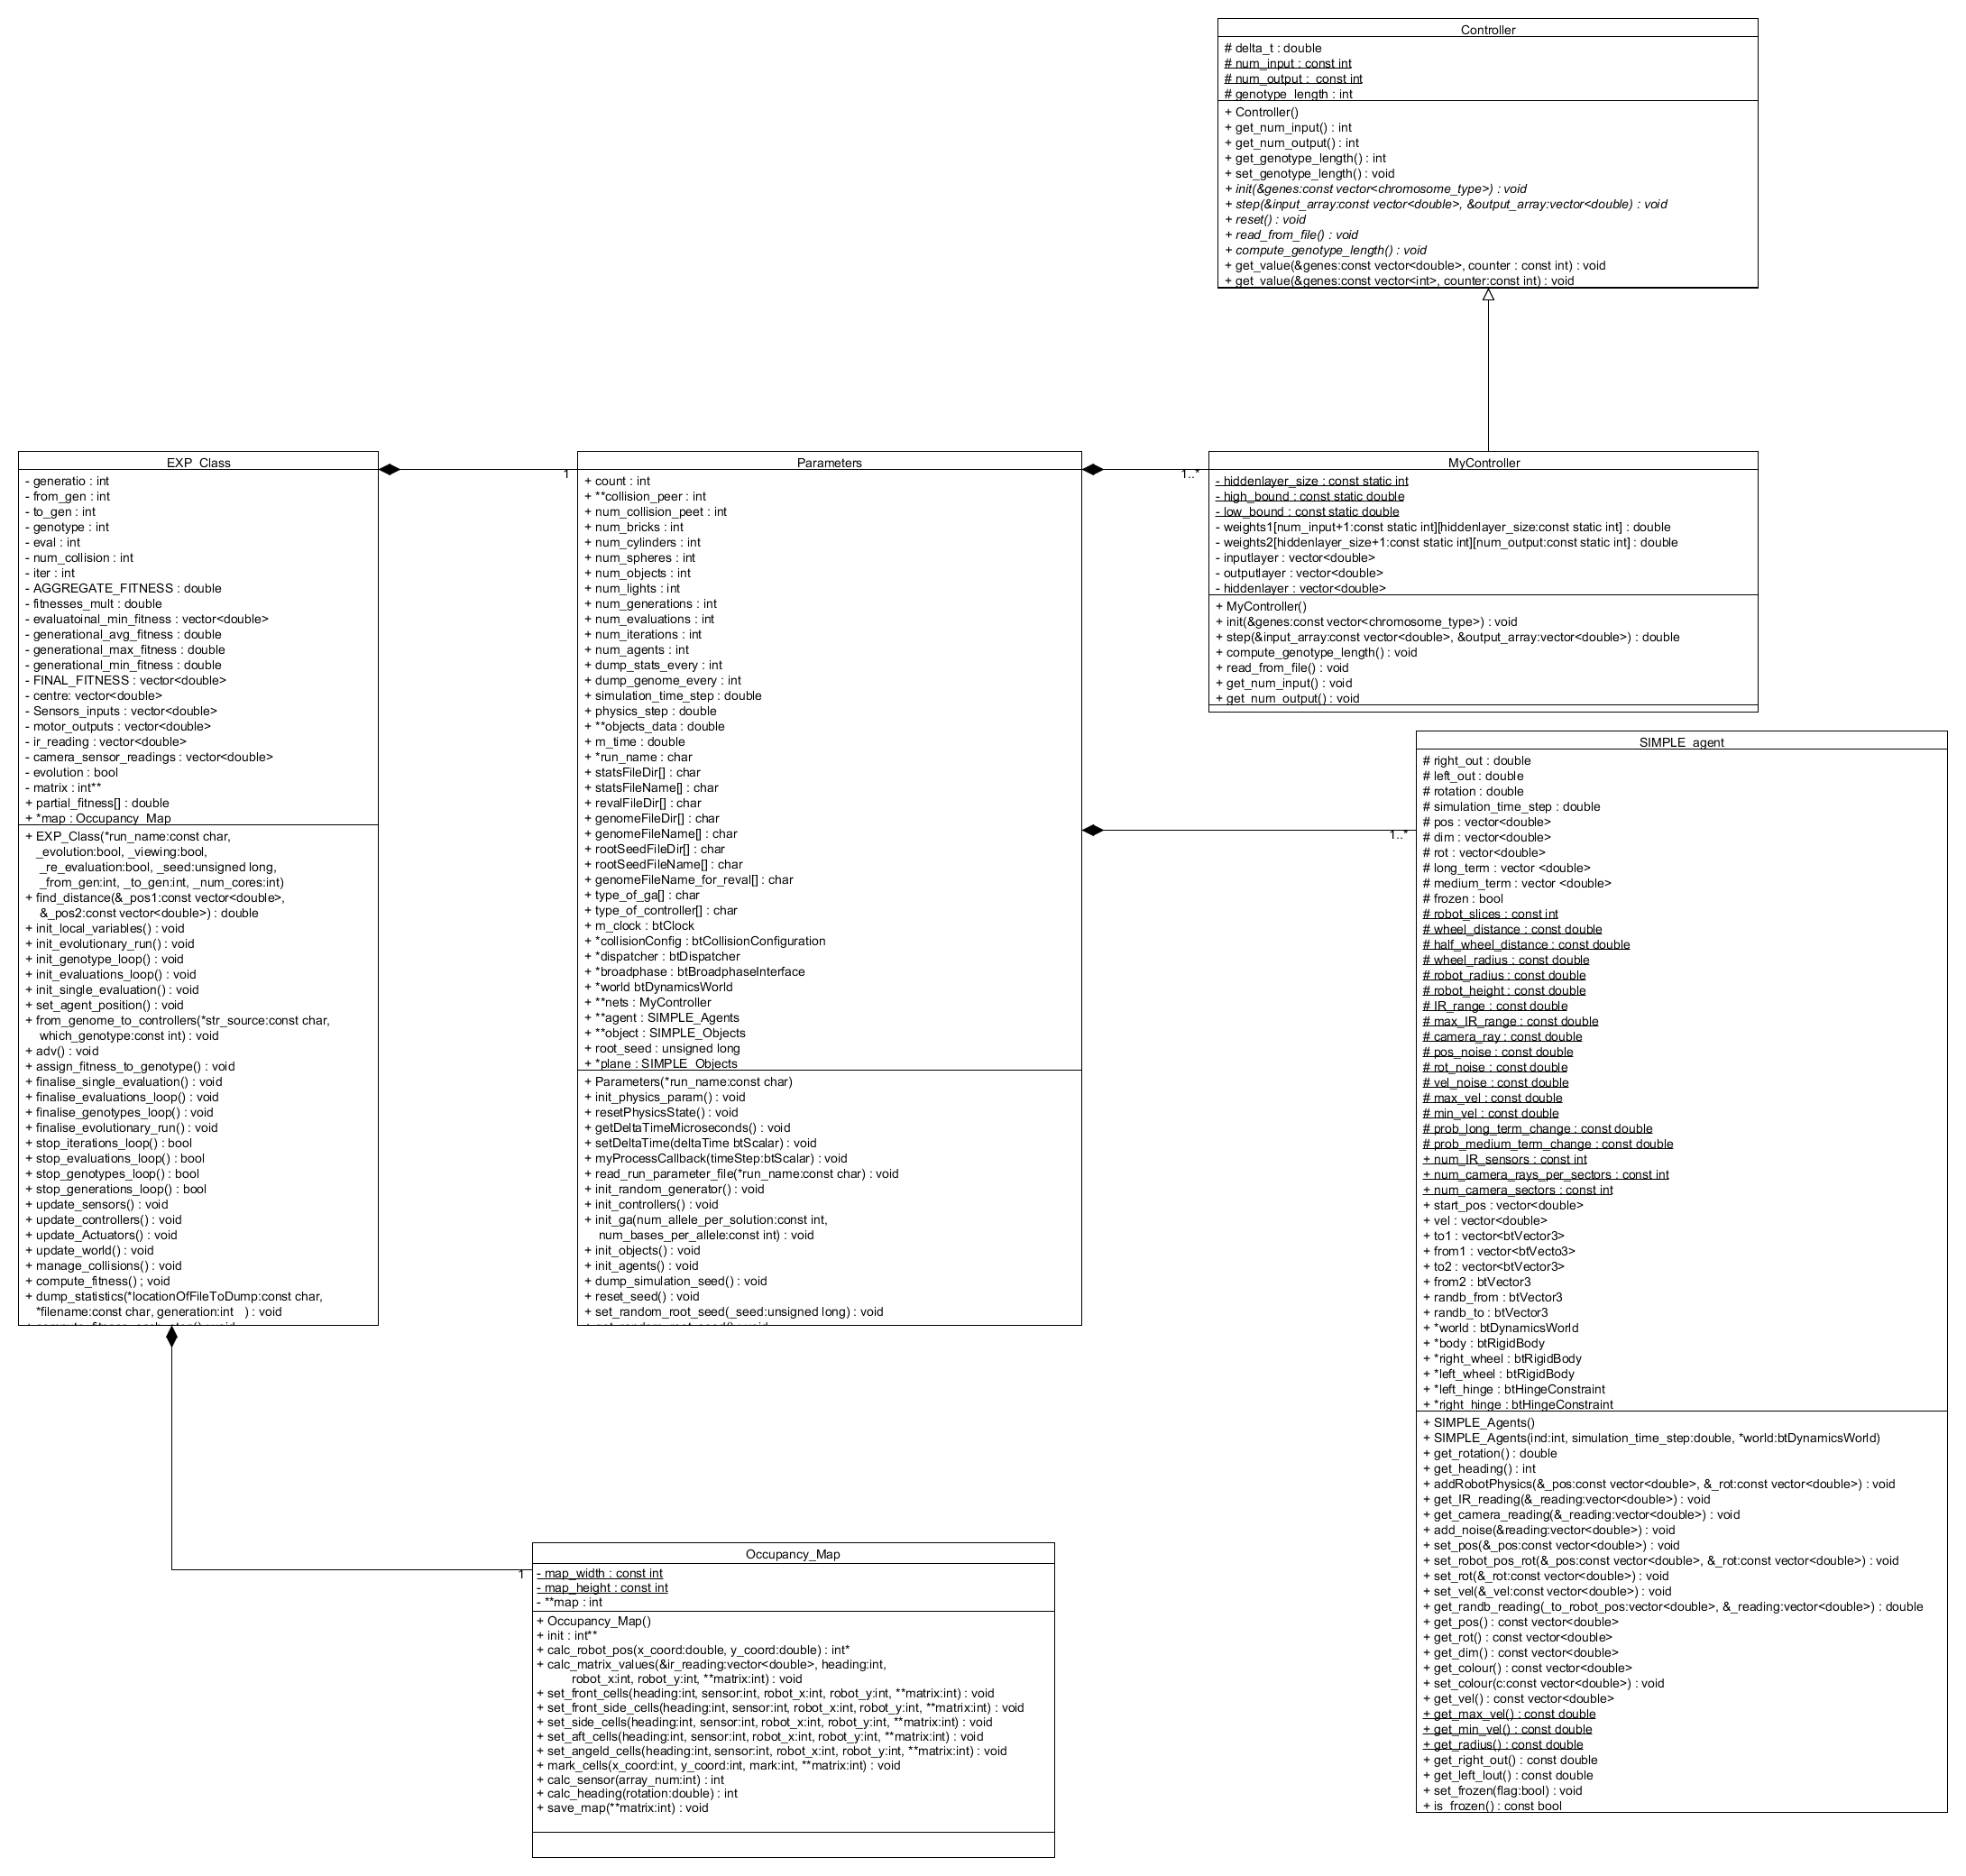 Controller
# delta_t : double
# num_input : const int
# num_output :  const int
# genotype_length : int
+ Controller()
+ get_num_input() : int
+ get_num_output() : int
+ get_genotype_length() : int
+ set_genotype_length() : void
+ init(&genes:const vector<chromosome_type>) : void
+ step(&input_array:const vector<double>, &output_array:vector<double) : void
+ reset() : void
+ read_from_file() : void
+ compute_genotype_length() : void
+ get_value(&genes:const vector<double>, counter : const int) : void
+ get_value(&genes:const vector<int>, counter:const int) : void
EXP_Class
- generatio : int
- from_gen : int
- to_gen : int
- genotype : int
- eval : int
- num_collision : int
- iter : int
- AGGREGATE_FITNESS : double
- fitnesses_mult : double
- evaluatoinal_min_fitness : vector<double>
- generational_avg_fitness : double
- generational_max_fitness : double
- generational_min_fitness : double
- FINAL_FITNESS : vector<double>
- centre: vector<double>
- Sensors_inputs : vector<double>
- motor_outputs : vector<double>
- ir_reading : vector<double>
- camera_sensor_readings : vector<double>
- evolution : bool
- matrix : int**
+ partial_fitness[] : double
+ *map : Occupancy_Map
+ EXP_Class(*run_name:const char,
_evolution:bool, _viewing:bool,
_re_evaluation:bool, _seed:unsigned long,
_from_gen:int, _to_gen:int, _num_cores:int)
+ find_distance(&_pos1:const vector<double>,
&_pos2:const vector<double>) : double
+ init_local_variables() : void
+ init_evolutionary_run() : void
+ init_genotype_loop() : void
+ init_evaluations_loop() : void
+ init_single_evaluation() : void
+ set_agent_position() : void
+ from_genome_to_controllers(*str_source:const char,
which_genotype:const int) : void
+ adv() : void
+ assign_fitness_to_genotype() : void
+ finalise_single_evaluation() : void
+ finalise_evaluations_loop() : void
+ finalise_genotypes_loop() : void
+ finalise_evolutionary_run() : void
+ stop_iterations_loop() : bool
+ stop_evaluations_loop() : bool
+ stop_genotypes_loop() : bool
+ stop_generations_loop() : bool
+ update_sensors() : void
+ update_controllers() : void
+ update_Actuators() : void
+ update_world() : void
+ manage_collisions() : void
+ compute_fitness() ; void
+ dump_statistics(*locationOfFileToDump:const char,
*filename:const char, generation:int   ) : void
1
Parameters
+ count : int
+ **collision_peer : int
+ num_collision_peet : int
+ num_bricks : int
+ num_cylinders : int
+ num_spheres : int
+ num_objects : int
+ num_lights : int
+ num_generations : int
+ num_evaluations : int
+ num_iterations : int
+ num_agents : int
+ dump_stats_every : int
+ dump_genome_every : int
+ simulation_time_step : double
+ physics_step : double
+ **objects_data : double
+ m_time : double
+ *run_name : char
+ statsFileDir[] : char
+ statsFileName[] : char
+ revalFileDir[] : char
+ genomeFileDir[] : char
+ genomeFileName[] : char
+ rootSeedFileDir[] : char
+ rootSeedFileName[] : char
+ genomeFileName_for_reval[] : char
+ type_of_ga[] : char
+ type_of_controller[] : char
+ m_clock : btClock
+ *collisionConfig : btCollisionConfiguration
+ *dispatcher : btDispatcher
+ *broadphase : btBroadphaseInterface
+ *world btDynamicsWorld
+ **nets : MyController
+ **agent : SIMPLE_Agents
+ **object : SIMPLE_Objects
+ root_seed : unsigned long
+ *plane : SIMPLE_Objects
+ Parameters(*run_name:const char)
+ init_physics_param() : void
+ resetPhysicsState() : void
+ getDeltaTimeMicroseconds() : void
+ setDeltaTime(deltaTime btScalar) : void
+ myProcessCallback(timeStep:btScalar) : void
+ read_run_parameter_file(*run_name:const char) : void
+ init_random_generator() : void
+ init_controllers() : void
+ init_ga(num_allele_per_solution:const int,
num_bases_per_allele:const int) : void
+ init_objects() : void
+ init_agents() : void
+ dump_simulation_seed() : void
+ reset_seed() : void
+ set_random_root_seed(_seed:unsigned long) : void
1..*
MyController
- hiddenlayer_size : const static int
- high_bound : const static double
- low_bound : const static double
- weights1[num_input+1:const static int][hiddenlayer_size:const static int] : double
- weights2[hiddenlayer_size+1:const static int][num_output:const static int] : double
- inputlayer : vector<double>
- outputlayer : vector<double>
- hiddenlayer : vector<double>
+ MyController()
+ init(&genes:const vector<chromosome_type>) : void
+ step(&input_array:const vector<double>, &output_array:vector<double>) : double
+ compute_genotype_length() : void
+ read_from_file() : void
+ get_num_input() : void
+ get_num_output() : void
1..*
SIMPLE_agent
# right_out : double
# left_out : double
# rotation : double
# simulation_time_step : double
# pos : vector<double>
# dim : vector<double>
# rot : vector<double>
# long_term : vector <double>
# medium_term : vector <double>
# frozen : bool
# robot_slices : const int
# wheel_distance : const double
# half_wheel_distance : const double
# wheel_radius : const double
# robot_radius : const double
# robot_height : const double
# IR_range : const double
# max_IR_range : const double
# camera_ray : const double
# pos_noise : const double
# rot_noise : const double
# vel_noise : const double
# max_vel : const double
# min_vel : const double
# prob_long_term_change : const double
# prob_medium_term_change : const double
+ num_IR_sensors : const int
+ num_camera_rays_per_sectors : const int
+ num_camera_sectors : const int
+ start_pos : vector<double>
+ vel : vector<double>
+ to1 : vector<btVector3>
+ from1 : vector<btVecto3>
+ to2 : vector<btVector3>
+ from2 : btVector3
+ randb_from : btVector3
+ randb_to : btVector3
+ *world : btDynamicsWorld
+ *body : btRigidBody
+ *right_wheel : btRigidBody
+ *left_wheel : btRigidBody
+ *left_hinge : btHingeConstraint
+ *right_hinge : btHingeConstraint
+ SIMPLE_Agents()
+ SIMPLE_Agents(ind:int, simulation_time_step:double, *world:btDynamicsWorld)
+ get_rotation() : double
+ get_heading() : int
+ addRobotPhysics(&_pos:const vector<double>, &_rot:const vector<double>) : void
+ get_IR_reading(&_reading:vector<double>) : void
+ get_camera_reading(&_reading:vector<double>) : void
+ add_noise(&reading:vector<double>) : void
+ set_pos(&_pos:const vector<double>) : void
+ set_robot_pos_rot(&_pos:const vector<double>, &_rot:const vector<double>) : void
+ set_rot(&_rot:const vector<double>) : void
+ set_vel(&_vel:const vector<double>) : void
+ get_randb_reading(_to_robot_pos:vector<double>, &_reading:vector<double>) : double
+ get_pos() : const vector<double>
+ get_rot() : const vector<double>
+ get_dim() : const vector<double>
+ get_colour() : const vector<double>
+ set_colour(c:const vector<double>) : void
+ get_vel() : const vector<double>
+ get_max_vel() : const double
+ get_min_vel() : const double
+ get_radius() : const double
+ get_right_out() : const double
+ get_left_lout() : const double
+ set_frozen(flag:bool) : void
+ is_frozen() : const bool
1
Occupancy_Map
- map_width : const int
- map_height : const int
- **map : int
+ Occupancy_Map()
+ init : int**
+ calc_robot_pos(x_coord:double, y_coord:double) : int*
+ calc_matrix_values(&ir_reading:vector<double>, heading:int,
robot_x:int, robot_y:int, **matrix:int) : void
+ set_front_cells(heading:int, sensor:int, robot_x:int, robot_y:int, **matrix:int) : void
+ set_front_side_cells(heading:int, sensor:int, robot_x:int, robot_y:int, **matrix:int) : void
+ set_side_cells(heading:int, sensor:int, robot_x:int, robot_y:int, **matrix:int) : void
+ set_aft_cells(heading:int, sensor:int, robot_x:int, robot_y:int, **matrix:int) : void
+ set_angeld_cells(heading:int, sensor:int, robot_x:int, robot_y:int, **matrix:int) : void
+ mark_cells(x_coord:int, y_coord:int, mark:int, **matrix:int) : void
+ calc_sensor(array_num:int) : int
+ calc_heading(rotation:double) : int
+ save_map(**matrix:int) : void